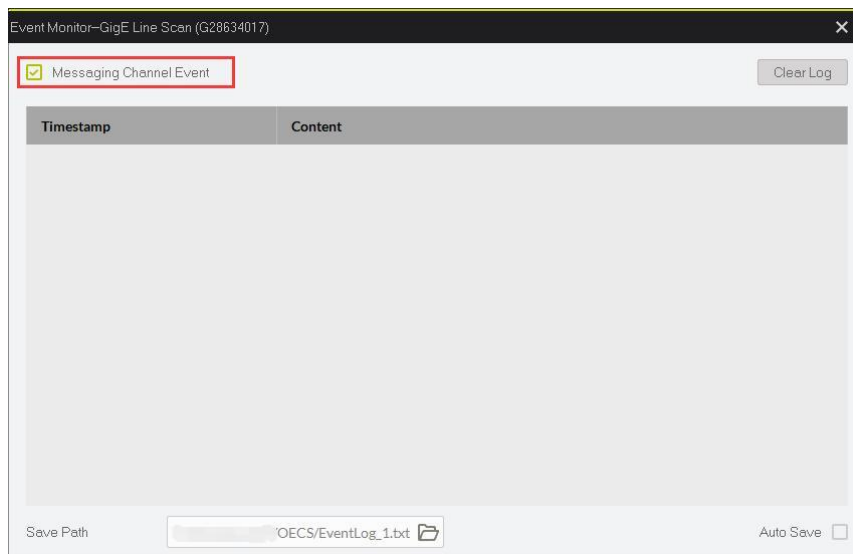 Event Monitor—GigE Line Scan (G28634017)
Messaging Channel Event
Clear Log
Timestamp Content
Save Path /OECS/EventLog_1.txt Auto Save